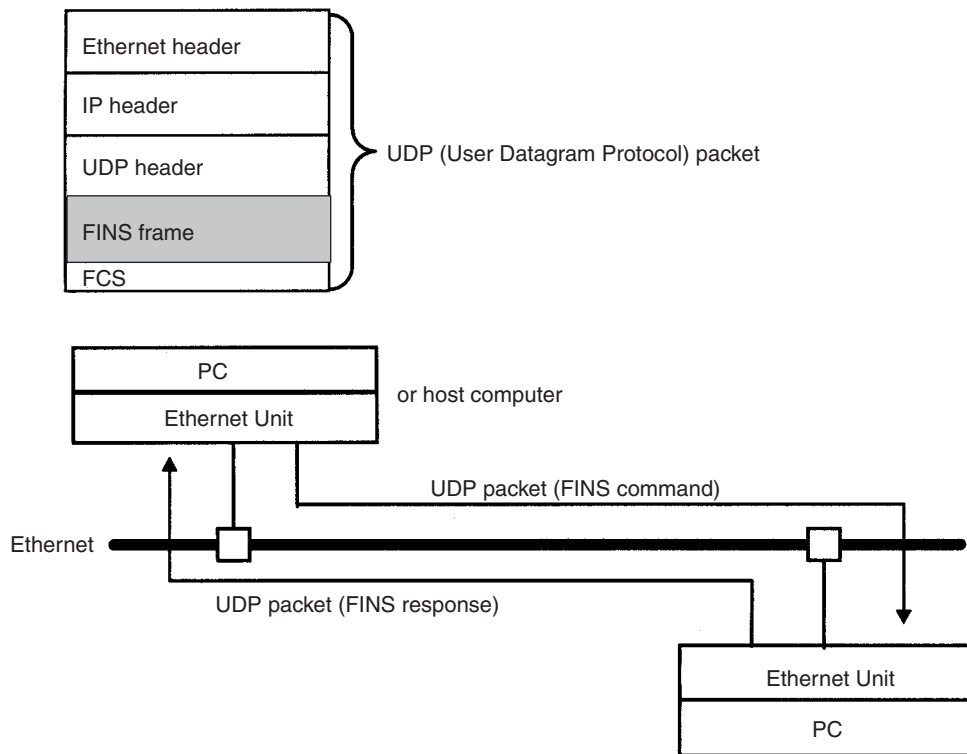 Ethernet header
IP header
UDP header
UDP (User Datagram Protocol) packet
FINS frame
FCS
PC
Ethernet Unit
or host computer
UDP packet (FINS command)
Ethernet
UDP packet (FINS response)
Ethernet Unit
PC